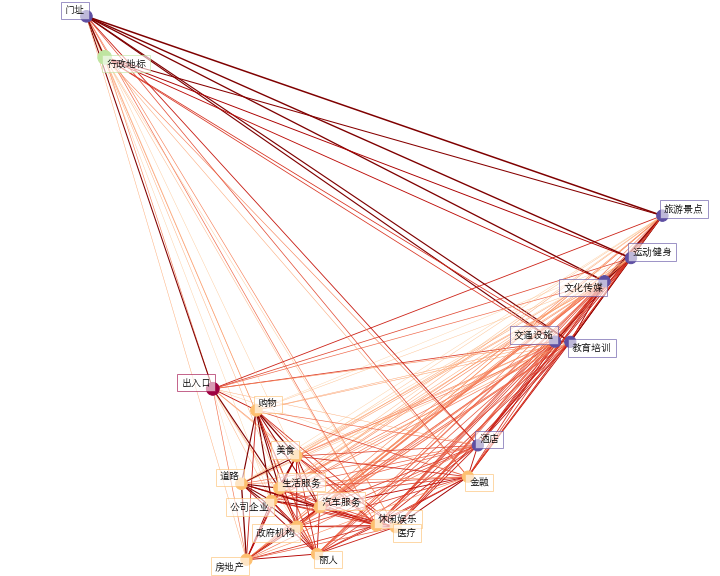 门址
行政地标
旅游景点
运动健身
文化传媒
交通设施
教育培训
出入口
购物
酒店
美食
道路
生活服务
金融
汽车服务
公司企业
休闲娱乐
政府机构
医疗
丽人
房地产